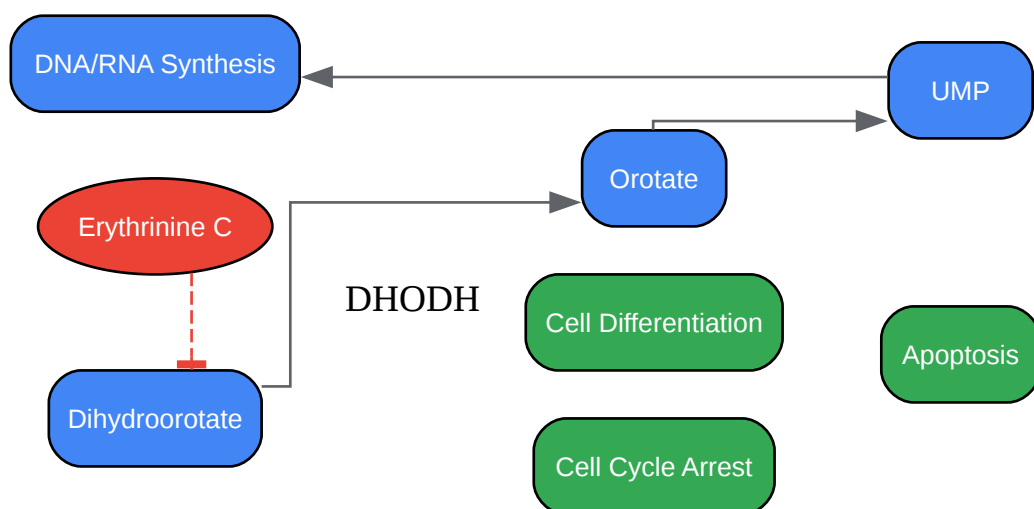 DNA/RNA Synthesis
UMP
Orotate
Erythrinine C
DHODH
Cell Differentiation
Apoptosis
Dihydroorotate
Cell Cycle Arrest